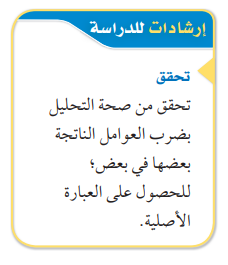 إرشادات للدراسة
تحقق
تحقق من صحة التحليل
بضرب العوامل الناتجة
بعضها في بعض؛
للحصول على العبارة
الأصلية.